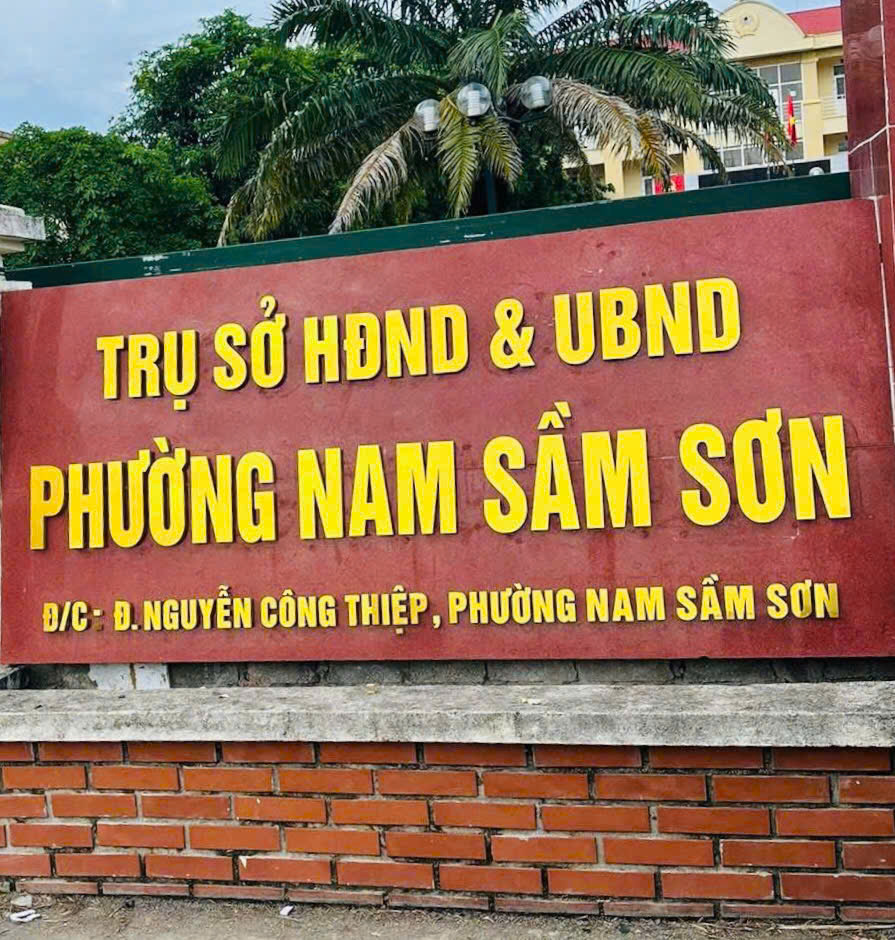 TRỤ SỞ HĐND & UBND
PHƯỜNG NAM SẦM SƠN
Đ/C: Đ. NGUYỄN CÔNG THIỆP, PHƯỜNG NAM SẦM SƠN